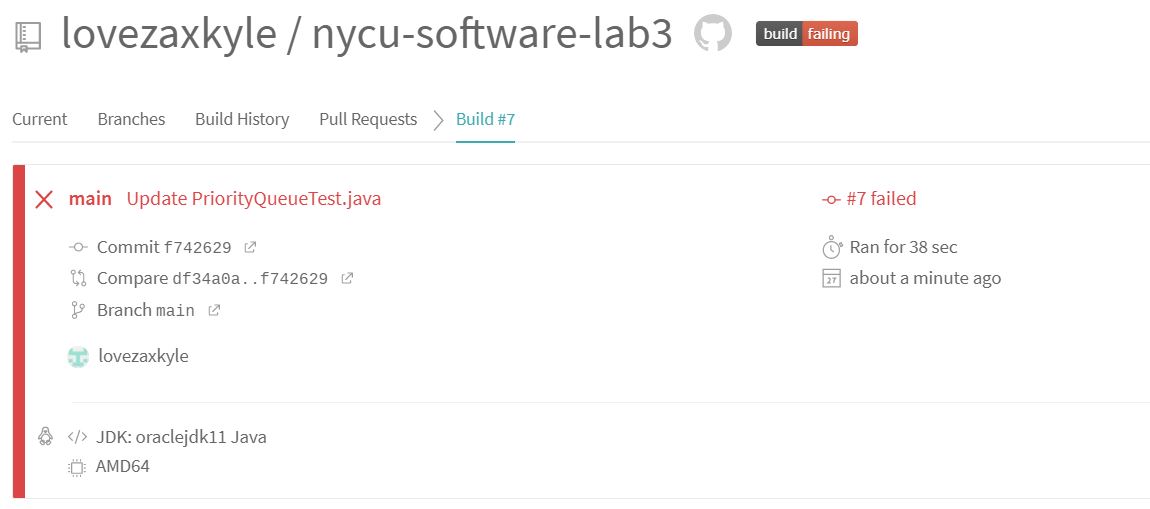 lovezaxkyle / nycu-software-lab3 build failing
Current Branches Build History Pull Requests Build #7
main Update PriorityQueueTest.java #7 failed
Commit f742629 Ran for 38 sec
Compare df34a0a..f742629 about a minute ago
27
Branch main
lovezaxkyle
JDK: oraclejdk11 Java
AMD64